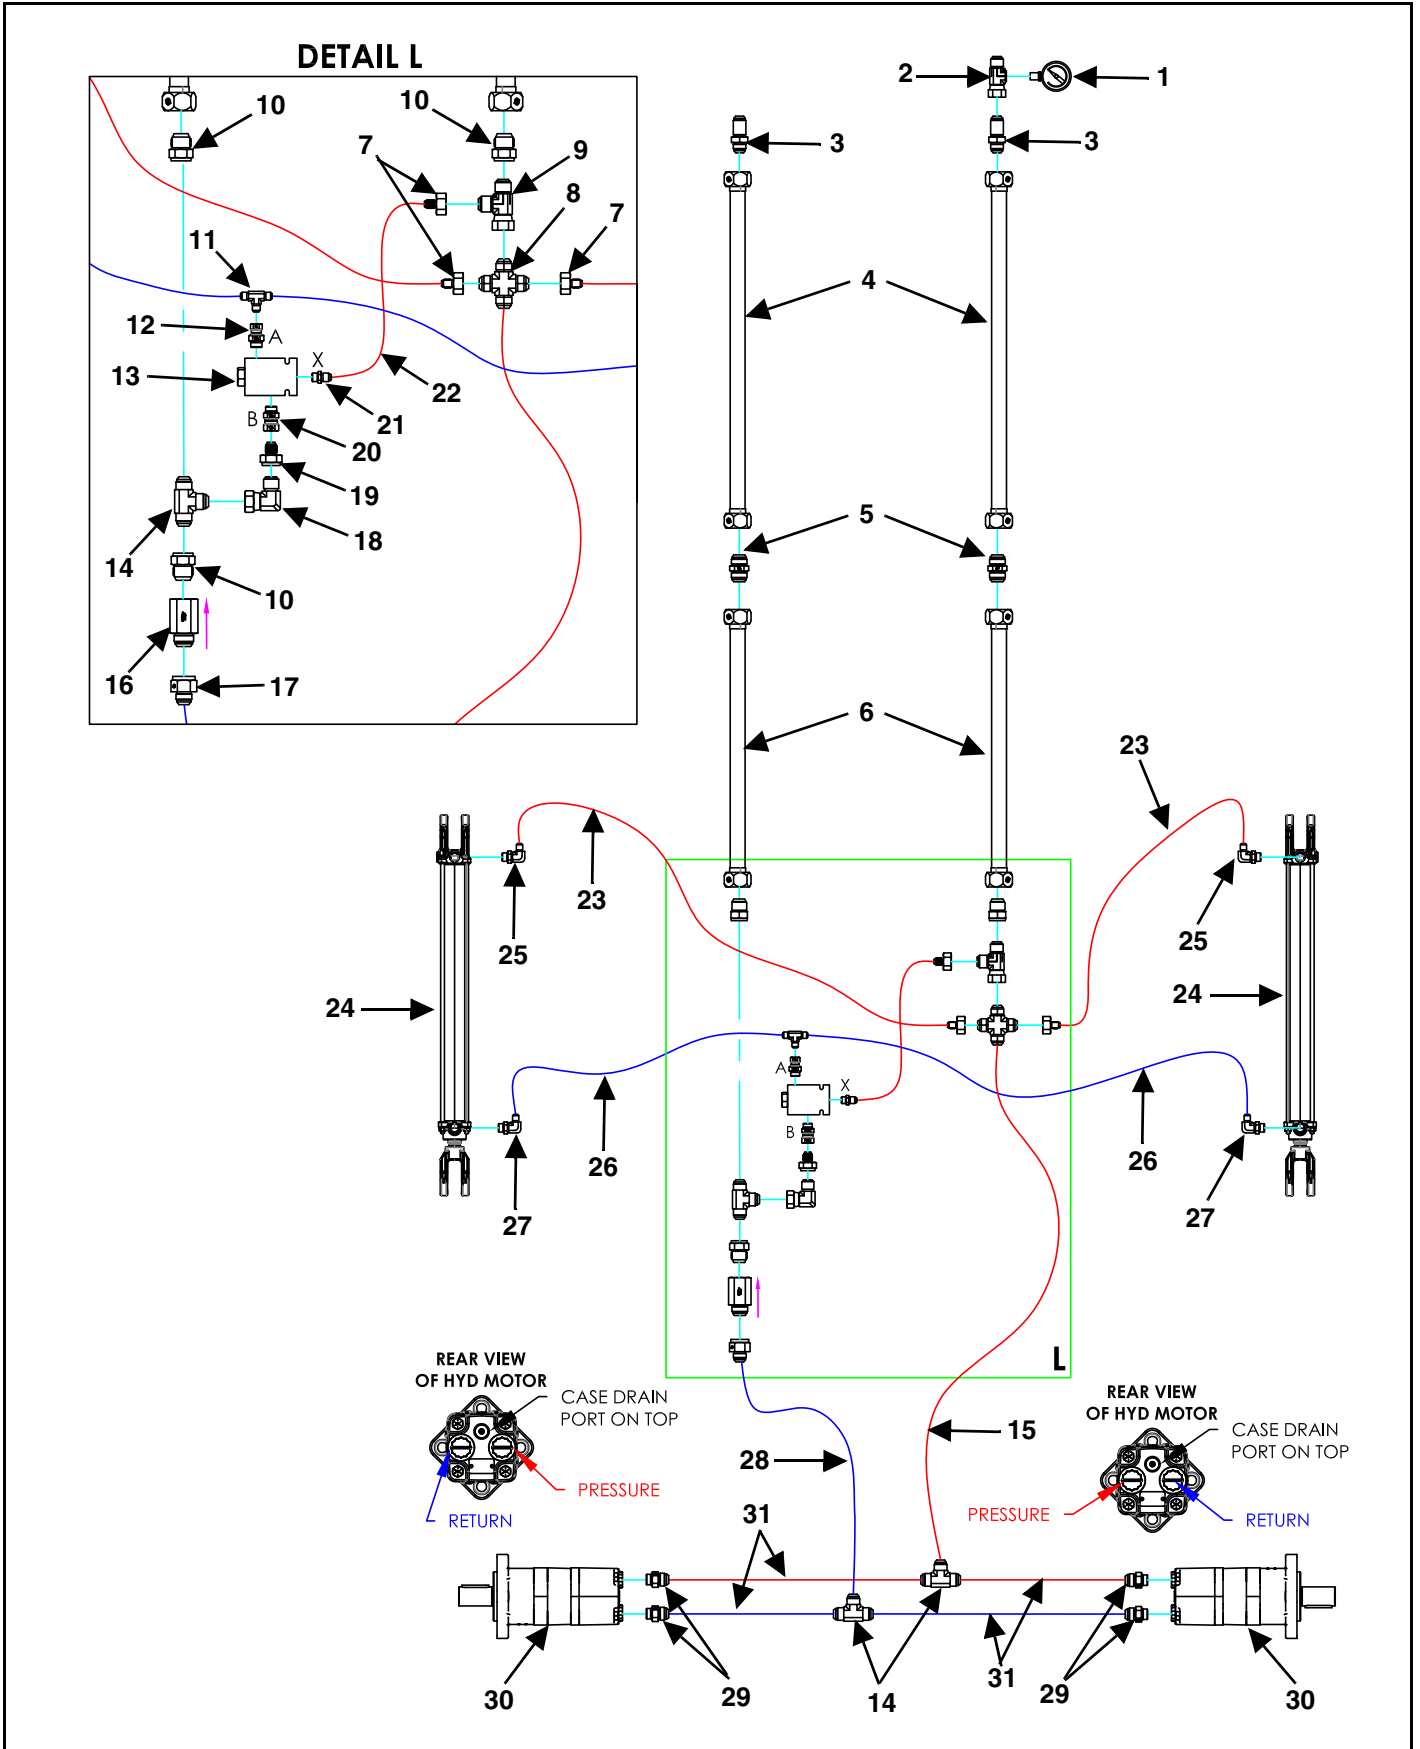 DETAIL L
10
10
7
9
8
7
11
12
A
13
X
22
21
B
20
19
18
14
10
16
17
2
1
3
3
4
5
6
23
23
25
25
24
24
26
26
27
27
A
X
B
L
REAR VIEW
OF HYD MOTOR
CASE DRAIN
PORT ON TOP
PRESSURE
RETURN
REAR VIEW
OF HYD MOTOR
CASE DRAIN
PORT ON TOP
PRESSURE
RETURN
28
15
31
31
30
29
14
29
30